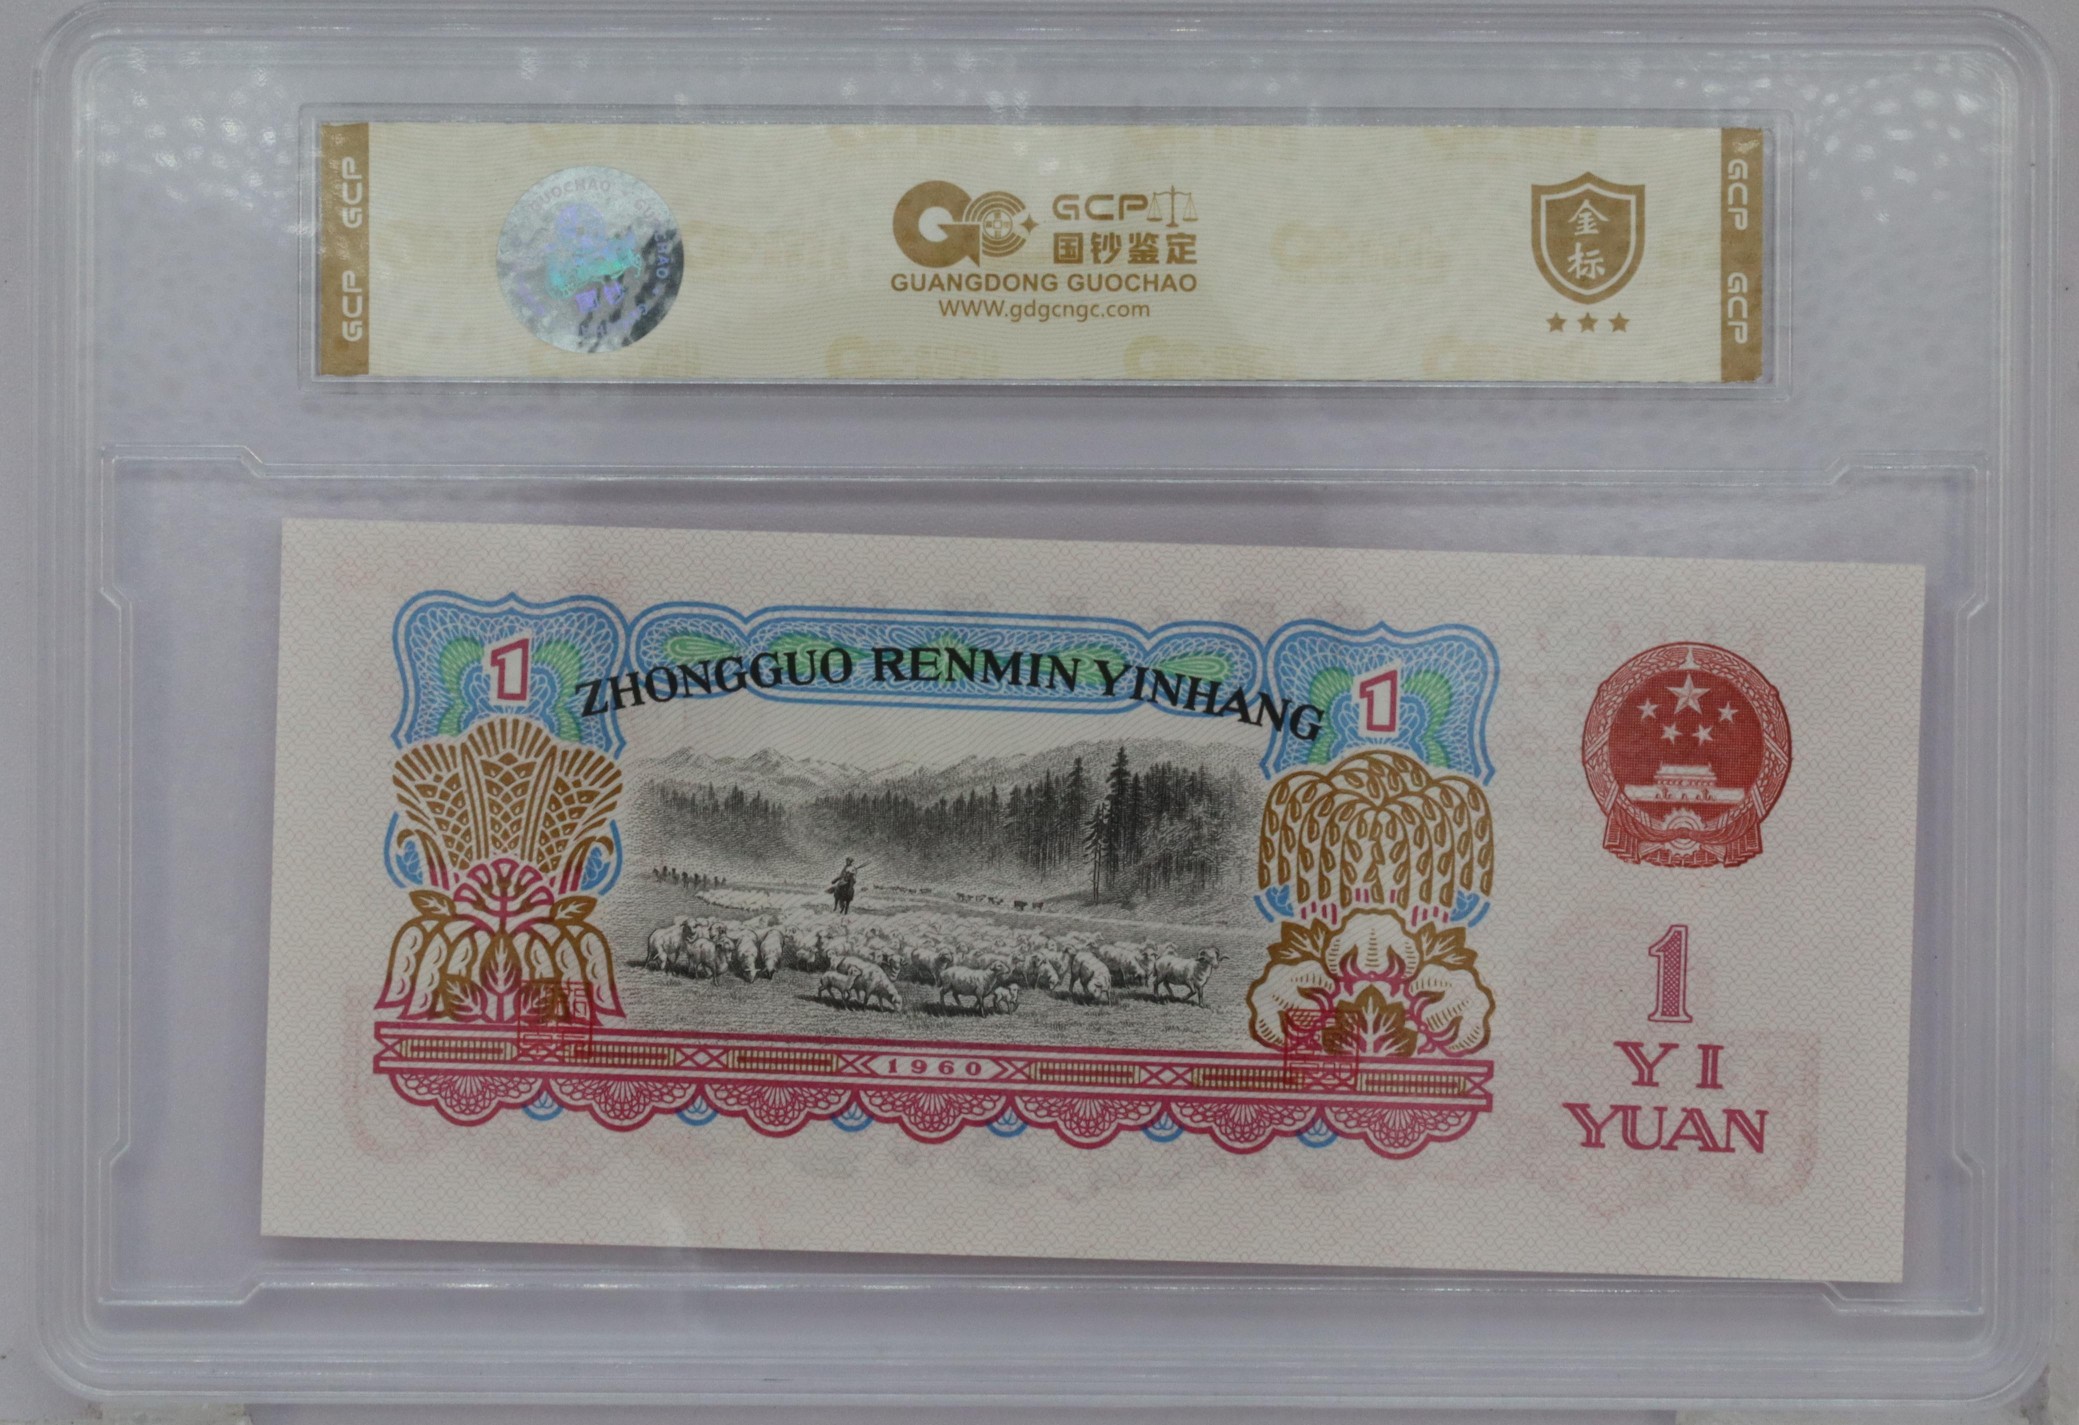 GCP GCP
GUOCHAO
GC GCP
国钞鉴定
GUANGDONG GUOCHAO
WWW.gdgcngc.com
金标
GCP GCP
1
ZHONGGUO RENMIN YINHANG
1
1960
1
YI
YUAN